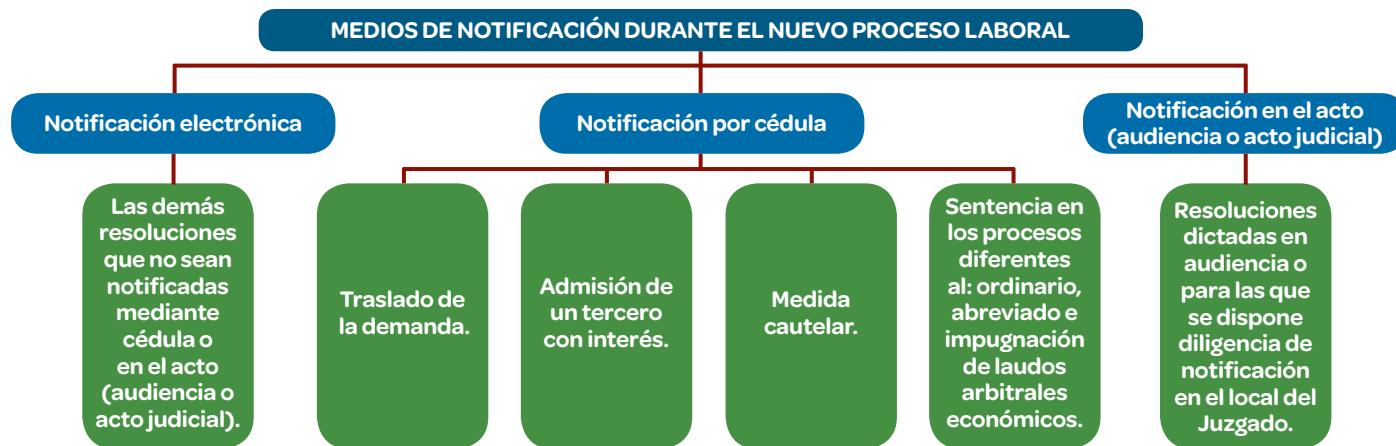 MEDIOS DE NOTIFICACIÓN DURANTE EL NUEVO PROCESO LABORAL
Notificación electrónica
Las demás
resoluciones
que no sean
notificadas
mediante
cédula o
en el acto
(audiencia o
acto judicial).
Notificación por cédula
Traslado de
la demanda.
Admisión de
un tercero
con interés.
Medida
cautelar.
Sentencia en
los procesos
diferentes
al: ordinario,
abreviado e
impugnación
de laudos
arbitrales
económicos.
Notificación en el acto
(audiencia o acto judicial)
Resoluciones
dictadas en
audiencia o
para las que
se dispone
diligencia de
notificación
en el local del
Juzgado.